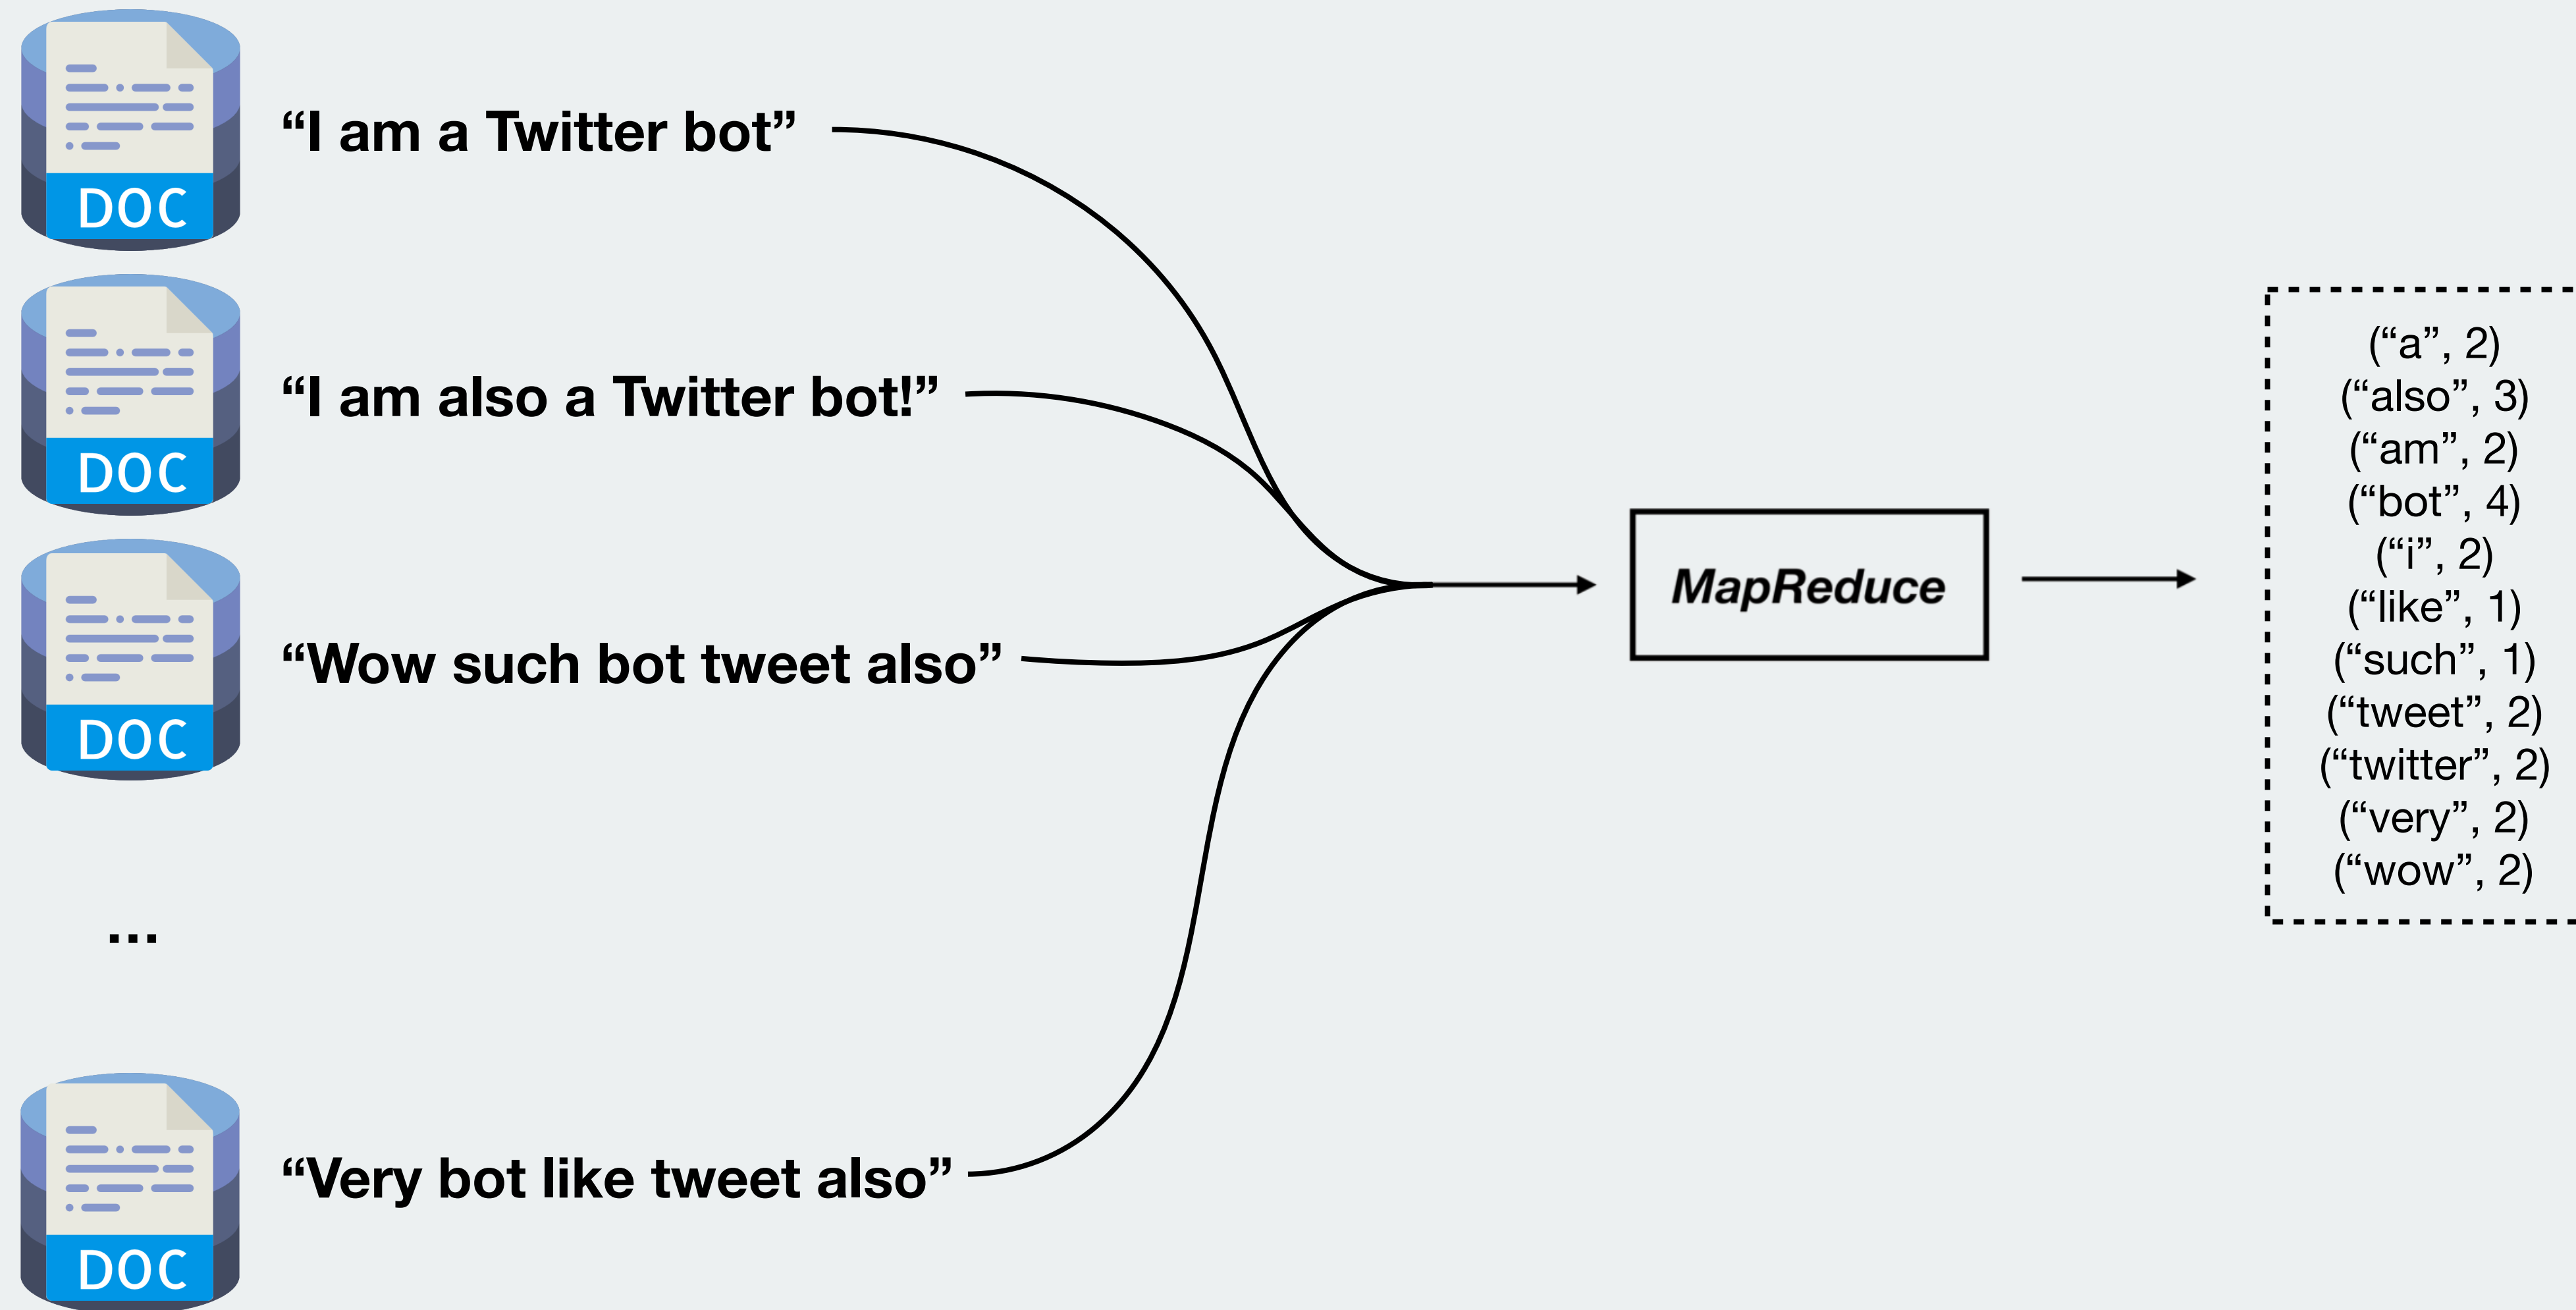 DOC
“I am a Twitter bot”
DOC
“I am also a Twitter bot!”
DOC
“Wow such bot tweet also”
...
DOC
“Very bot like tweet also”
MapReduce
(“a”, 2)
(“also”, 3)
(“am”, 2)
(“bot”, 4)
(“i”, 2)
(“like”, 1)
(“such”, 1)
(“tweet”, 2)
(“twitter”, 2)
(“very”, 2)
(“wow”, 2)